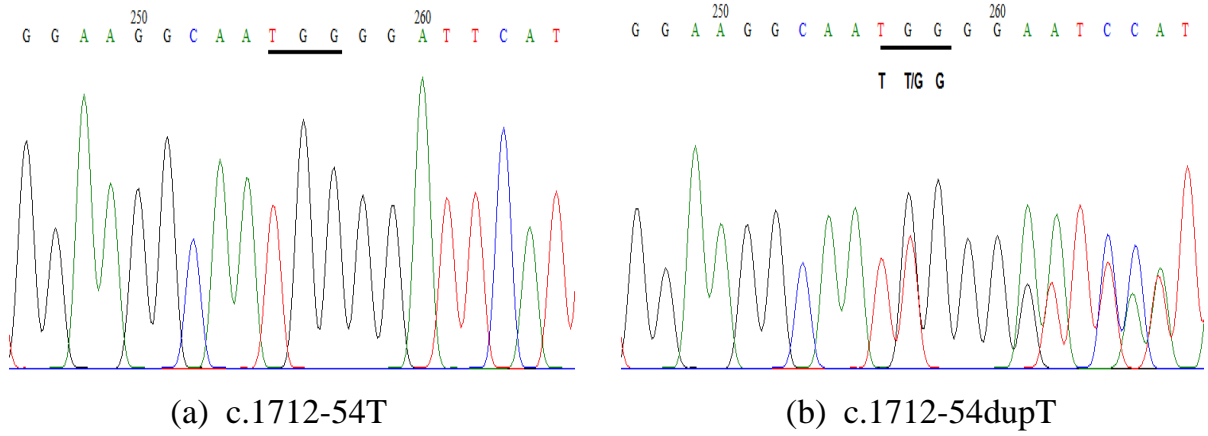 250 260
G G A A G G C A A T G G G G A T T C A T
(a) c.1712-54T
250 260
G G A A G G C A A T G G G G A A T C C A T
T T/G G
(b) c.1712-54dupT